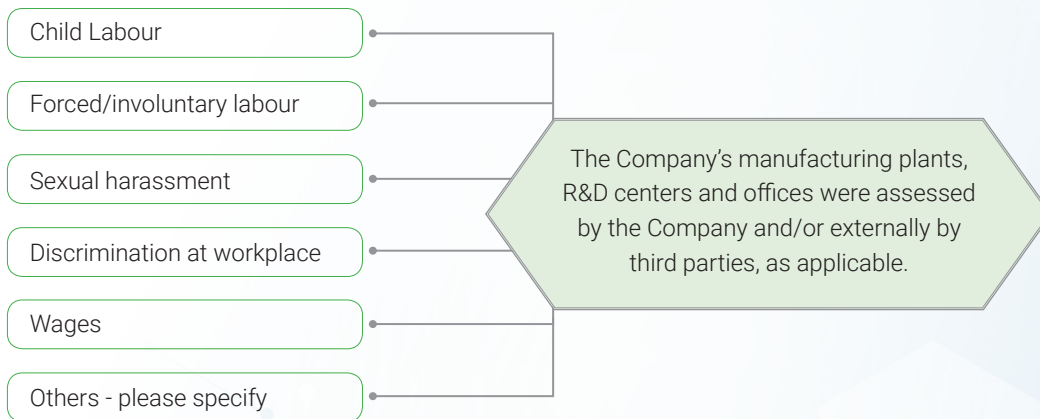 Child Labour
Forced/involuntary labour
Sexual harassment
Discrimination at workplace
Wages
Others - please specify
The Company’s manufacturing plants,
R&D centers and offices were assessed
by the Company and/or externally by
third parties, as applicable.